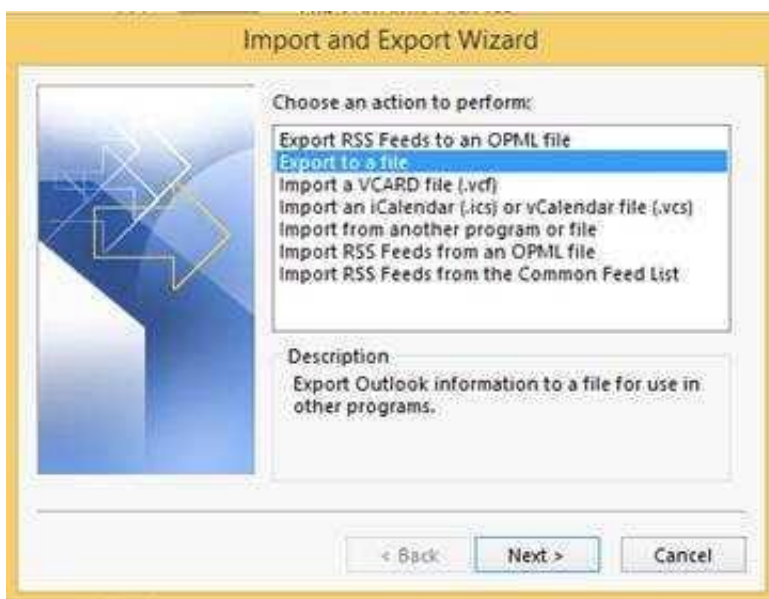 Import and Export Wizard
Choose an action to perform:
Export RSS Feeds to an OPML file
Export to a file
Import a VCARD file (.vcf)
Import an iCalendar (.ics) or vCalendar file (.vcs)
Import from another program or file
Import RSS Feeds from an OPML file
Import RSS Feeds from the Common Feed List
Description
Export Outlook information to a file for use in
other programs.
< Back
Next >
Cancel